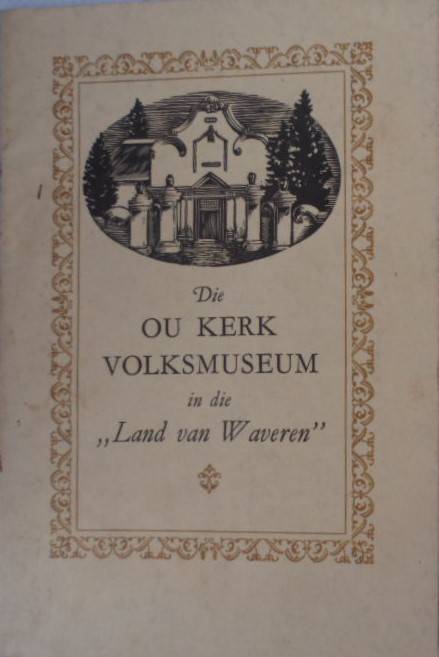 Die
OU KERK
VOLKSMUSEUM
in die
„Land van Waveren”